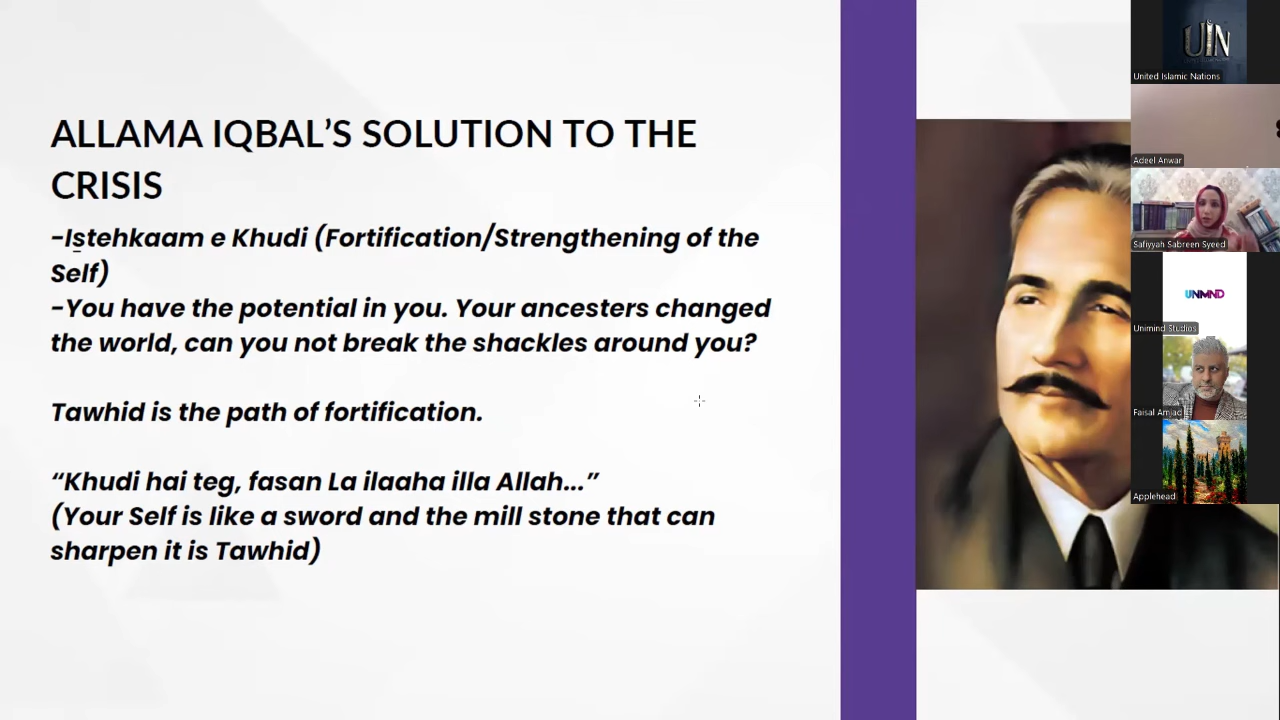 ALLAMA IQBAL’S SOLUTION TO THE
CRISIS
-Istehkaam e Khudi (Fortification/Strengthening of the
Self)
-You have the potential in you. Your ancesters changed
the world, can you not break the shackles around you?
Tawhid is the path of fortification.
“Khudi hai teg, fasan La ilaaha illa Allah...”
(Your Self is like a sword and the mill stone that can
sharpen it is Tawhid)
UIN
United Islamic Nations
Adeel Anwar
Safiyyah Sabreen Syeed
UNMND
Unimind Studios
Faisal Amjad
Applehead